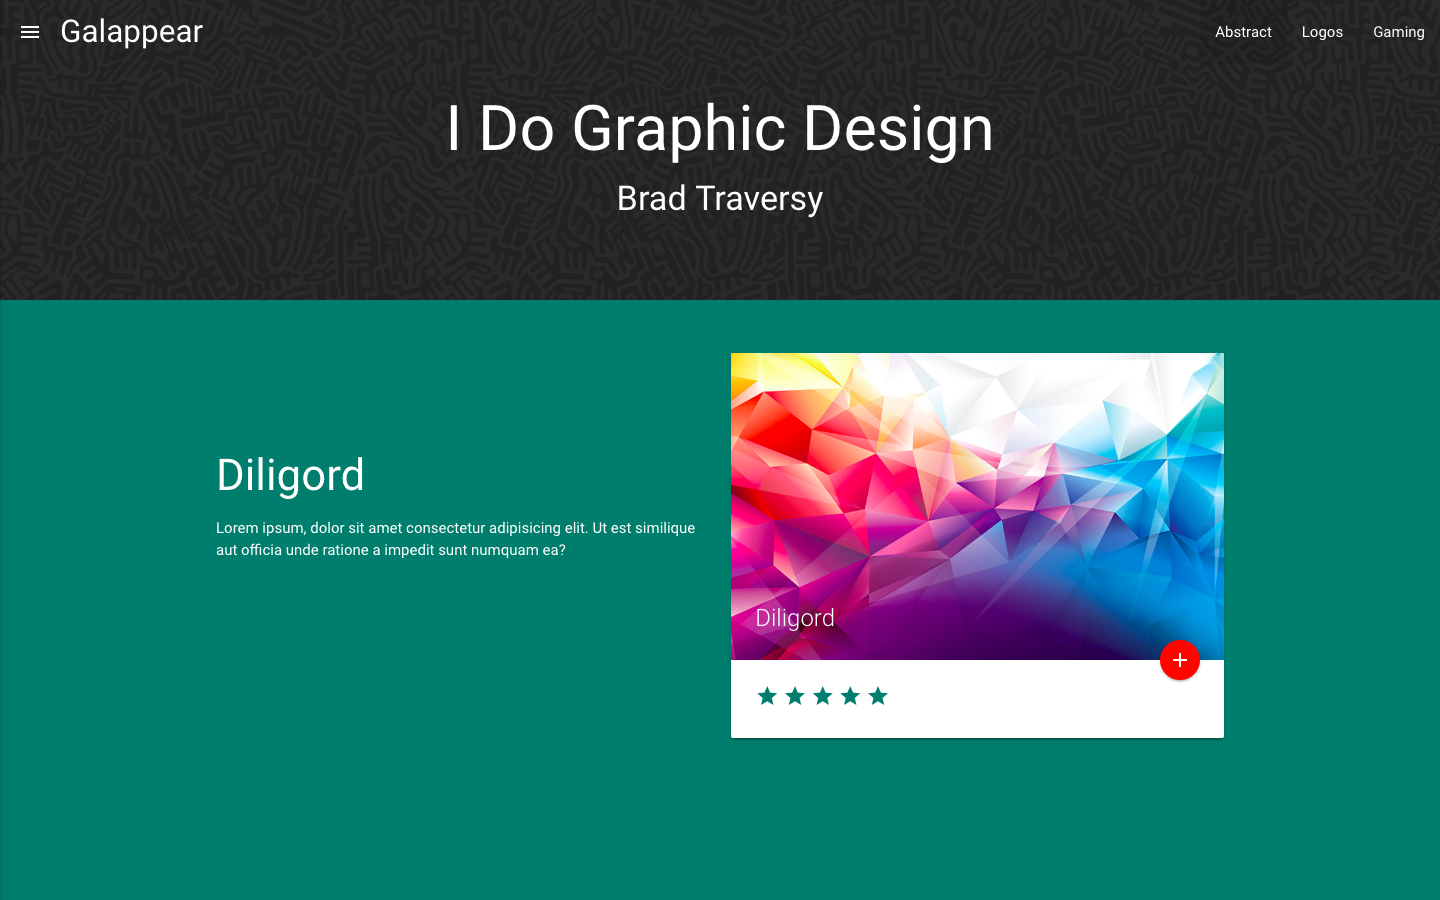 Galappear
Abstract
Logos
Gaming
I Do Graphic Design
Brad Traversy
Diligord
Lorem ipsum, dolor sit amet consectetur adipisicing elit. Ut est similique
aut officia unde ratione a impedit sunt numquam ea?
Diligord